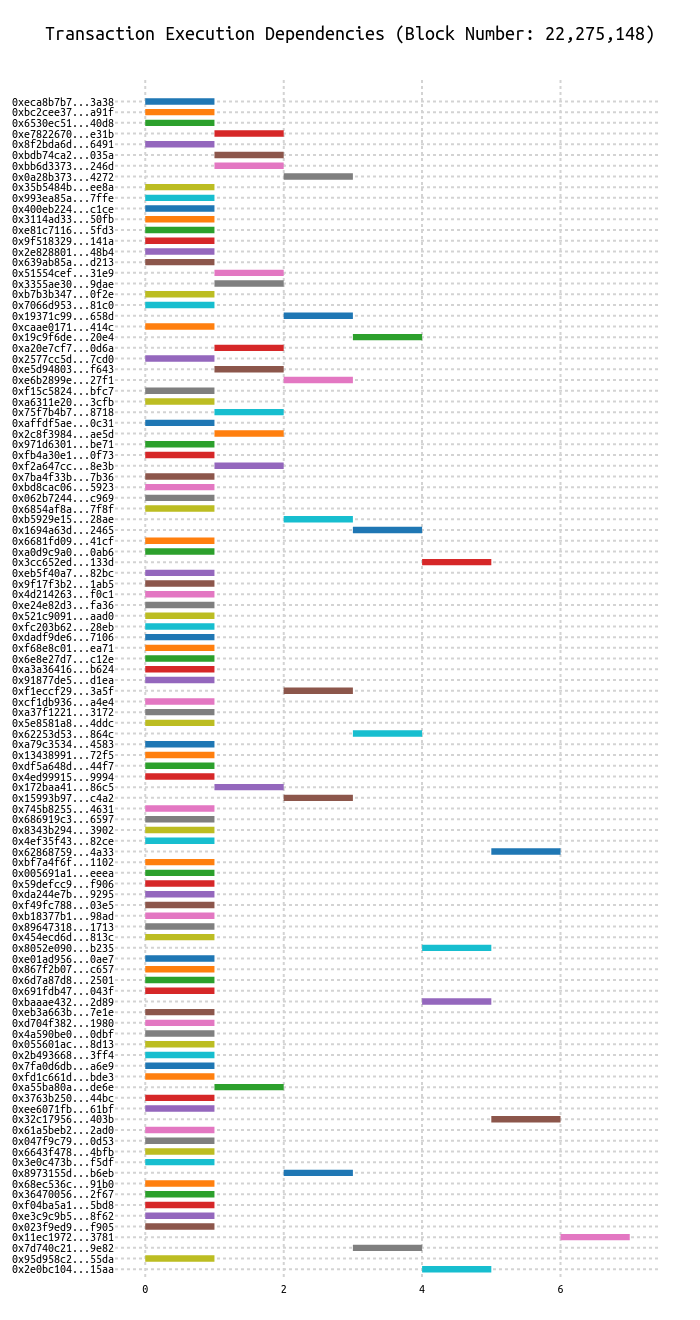 Transaction Execution Dependencies (Block Number: 22,275,148)
0xeca8b7b7...3a38
0xbc2cee37...a91f
0x6530ec51...40d8
0xe7822670...e31b
0x8f2bda6d...6491
0xbdb74ca2...035a
0xbb6d3373...246d
0x0a28b373...4272
0x35b5484b...ee8a
0x993ea85a...7ffe
0x400eb224...c1ce
0x3114ad33...50fb
0xe81c7116...5fd3
0x9f518329...141a
0x2e828801...48b4
0x639ab85a...d213
0x51554cef...31e9
0x3355ae30...9dae
0xb7b3b347...0f2e
0x7066d953...81c0
0x19371c99...658d
0xcaae0171...414c
0x19c9f6de...20e4
0xa20e7cf7...0d6a
0x2577cc5d...7cd0
0xe5d94803...f643
0xe6b2899e...27f1
0xf15c5824...bfc7
0xa6311e20...3cfb
0x75f7b4b7...8718
0xaffdf5ae...0c31
0x2c8f3984...ae5d
0x971d6301...be71
0xfb4a30e1...0f73
0xf2a647cc...8e3b
0x7ba4f33b...7b36
0xbd8cac06...5923
0x062b7244...c969
0x6854af8a...7f8f
0xb5929e15...28ae
0x1694a63d...2465
0x6681fd09...41cf
0xa0d9c9a0...0ab6
0x3cc652ed...133d
0xeb5f40a7...82bc
0x9f17f3b2...1ab5
0x4d214263...f0c1
0xe24e82d3...fa36
0x521c9091...aad0
0xfc203b62...28eb
0xdadf9de6...7106
0xf68e8c01...ea71
0x6e8e27d7...c12e
0xa3a36416...b624
0x91877de5...d1ea
0xf1eccf29...3a5f
0xcf1db936...a4e4
0xa37f1221...3172
0x5e8581a8...4ddc
0x62253d53...864c
0xa79c3534...4583
0x13438991...72f5
0xdf5a648d...44f7
0x4ed99915...9994
0x172baa41...86c5
0x15993b97...c4a2
0x745b8255...4631
0x686919c3...6597
0x8343b294...3902
0x4ef35f43...82ce
0x62868759...4a33
0xbf7a4f6f...1102
0x005691a1...eeea
0x59defcc9...f906
0xda244e7b...9295
0xf49fc788...03e5
0xb18377b1...98ad
0x89647318...1713
0x454ecd6d...813c
0x8052e090...b235
0xe01ad956...0ae7
0x867f2b07...c657
0x6d7a87d8...2501
0x691fdb47...043f
0xbaaae432...2d89
0xeb3a663b...7e1e
0xd704f382...1980
0x4a590be0...0dbf
0x055601ac...8d13
0x2b493668...3ff4
0x7fa0d6db...a6e9
0xfd1c661d...bde3
0xa55ba80a...de6e
0x3763b250...44bc
0xee6071fb...61bf
0x32c17956...403b
0x61a5beb2...2ad0
0x047f9c79...0d53
0x6643f478...4bfb
0x3e0c473b...f5df
0x8973155d...b6eb
0x68ec536c...91b0
0x36470056...2f67
0xf04ba5a1...5bd8
0xe3c9c9b5...8f62
0x023f9ed9...f905
0x11ec1972...3781
0x7d740c21...9e82
0x95d958c2...55da
0x2e0bc104...15aa
0 2 4 6